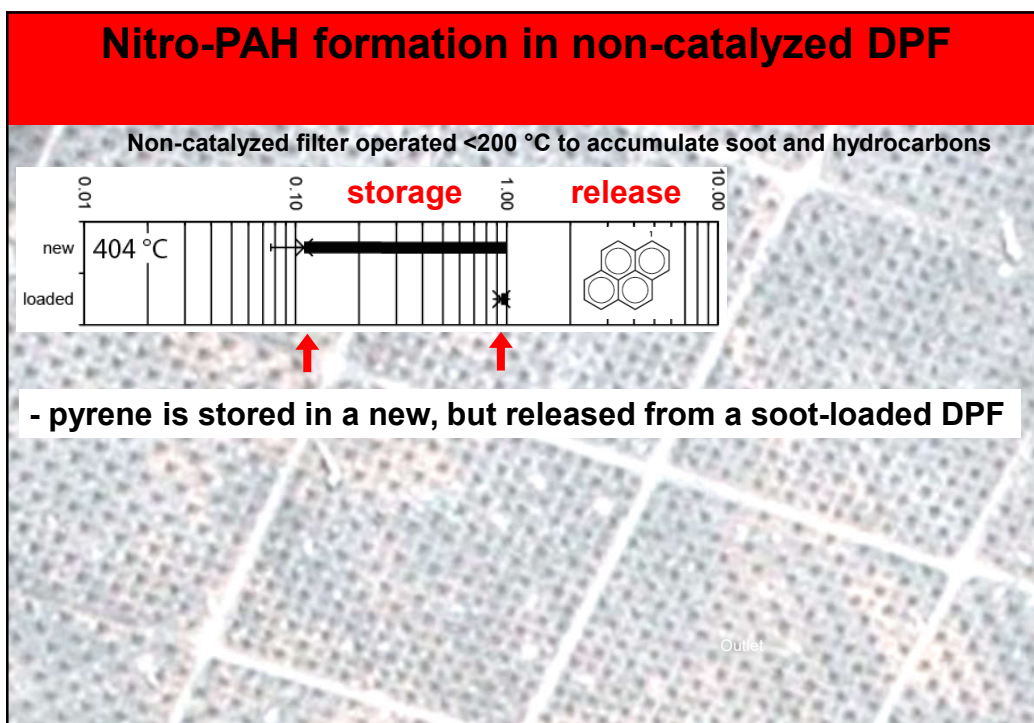 Nitro-PAH formation in non-catalyzed DPF
Non-catalyzed filter operated <200 °C to accumulate soot and hydrocarbons
0.01 0.10 storage 1.00 release 10.00
new 404 °C 1
loaded
- pyrene is stored in a new, but released from a soot-loaded DPF
Outlet